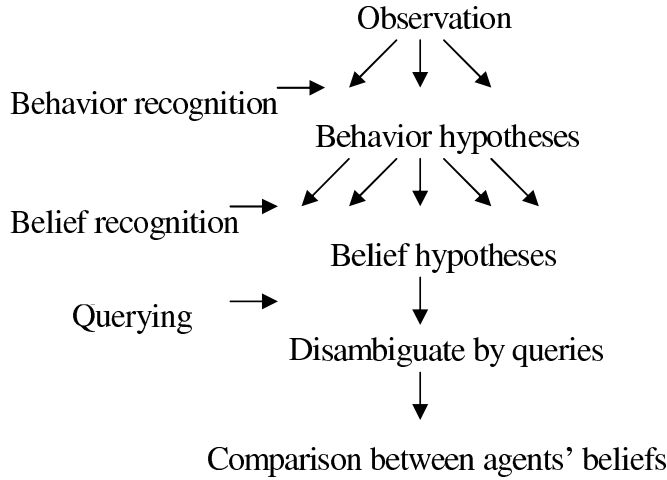 Observation
Behavior recognition
Behavior hypotheses
Belief recognition
Belief hypotheses
Querying
Disambiguate by queries
Comparison between agents’ beliefs